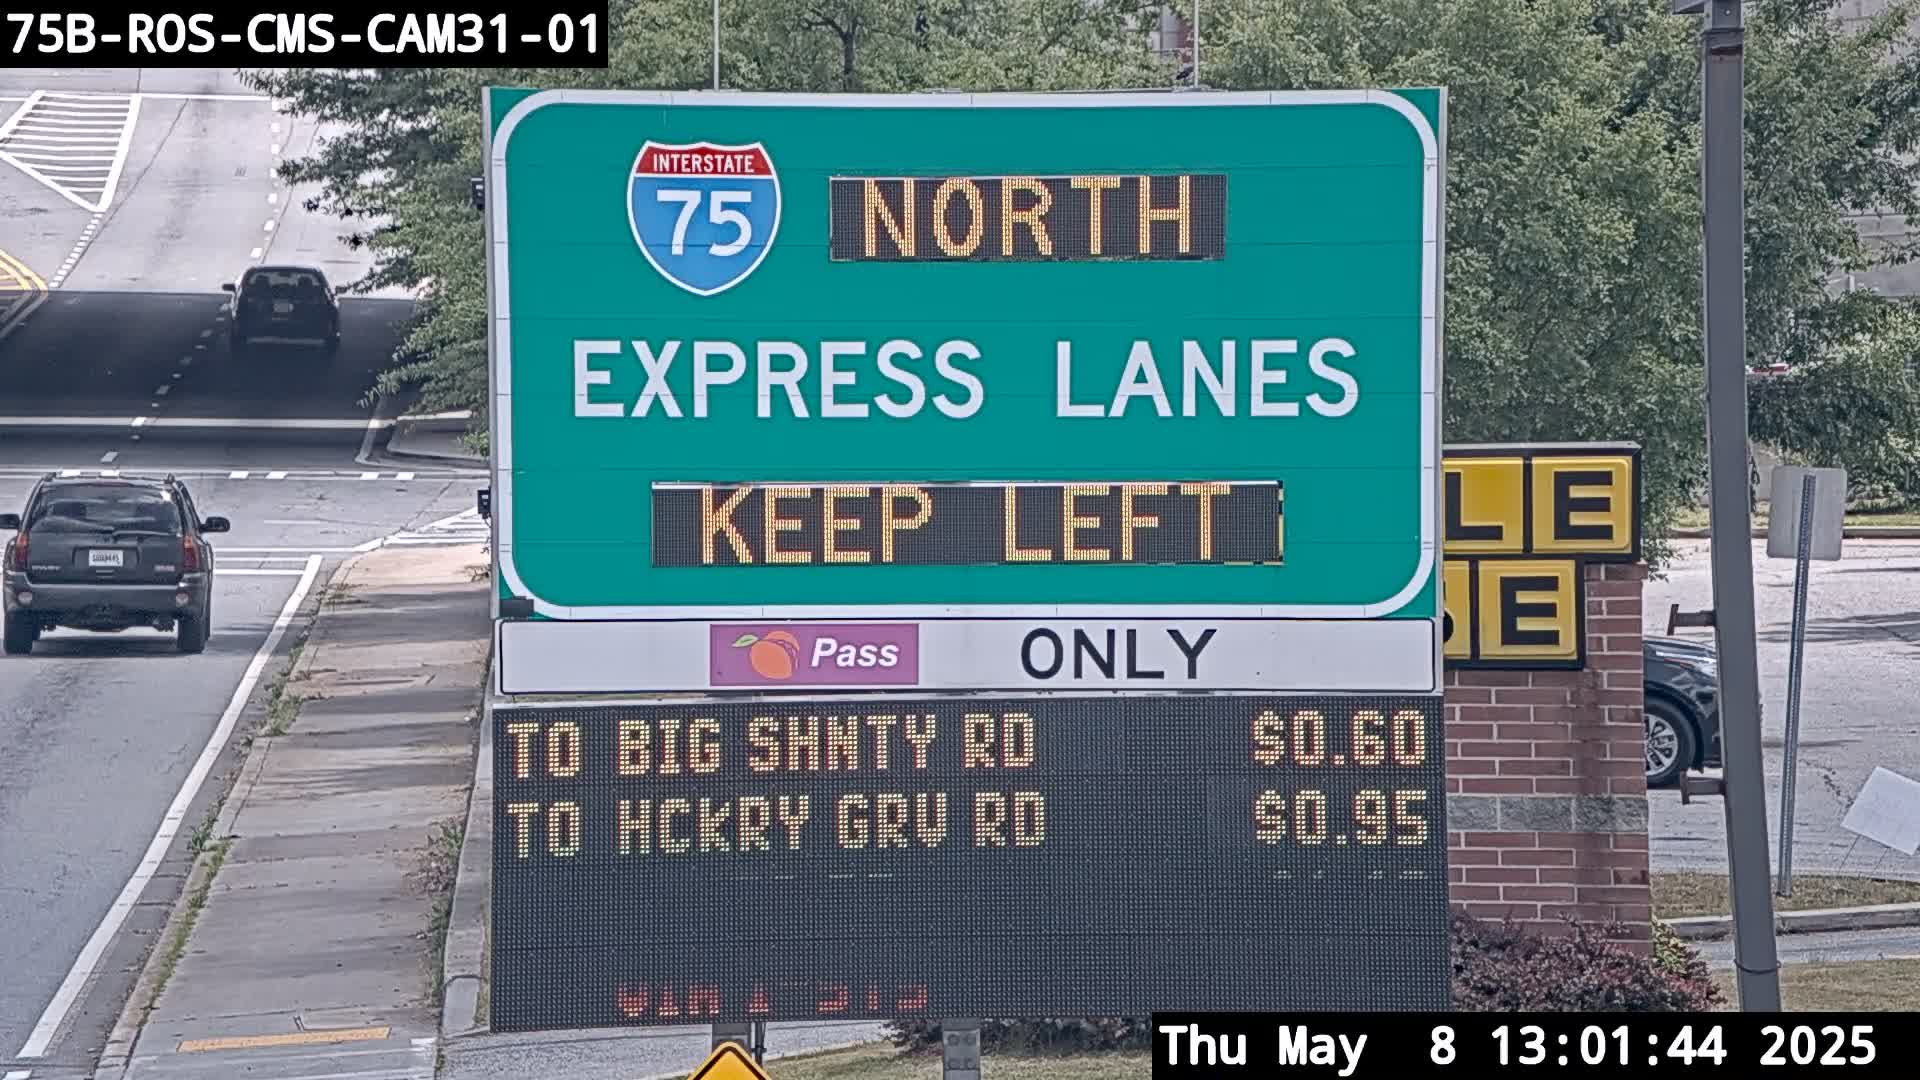 75B-ROS-CMS-CAM31-01
INTERSTATE
75
NORTH
EXPRESS LANES
KEEP LEFT
Pass ONLY
TO BIG SHNTY RD $0.60
TO HCKRY GRV RD $0.95
LE
E
Thu May 8 13:01:44 2025